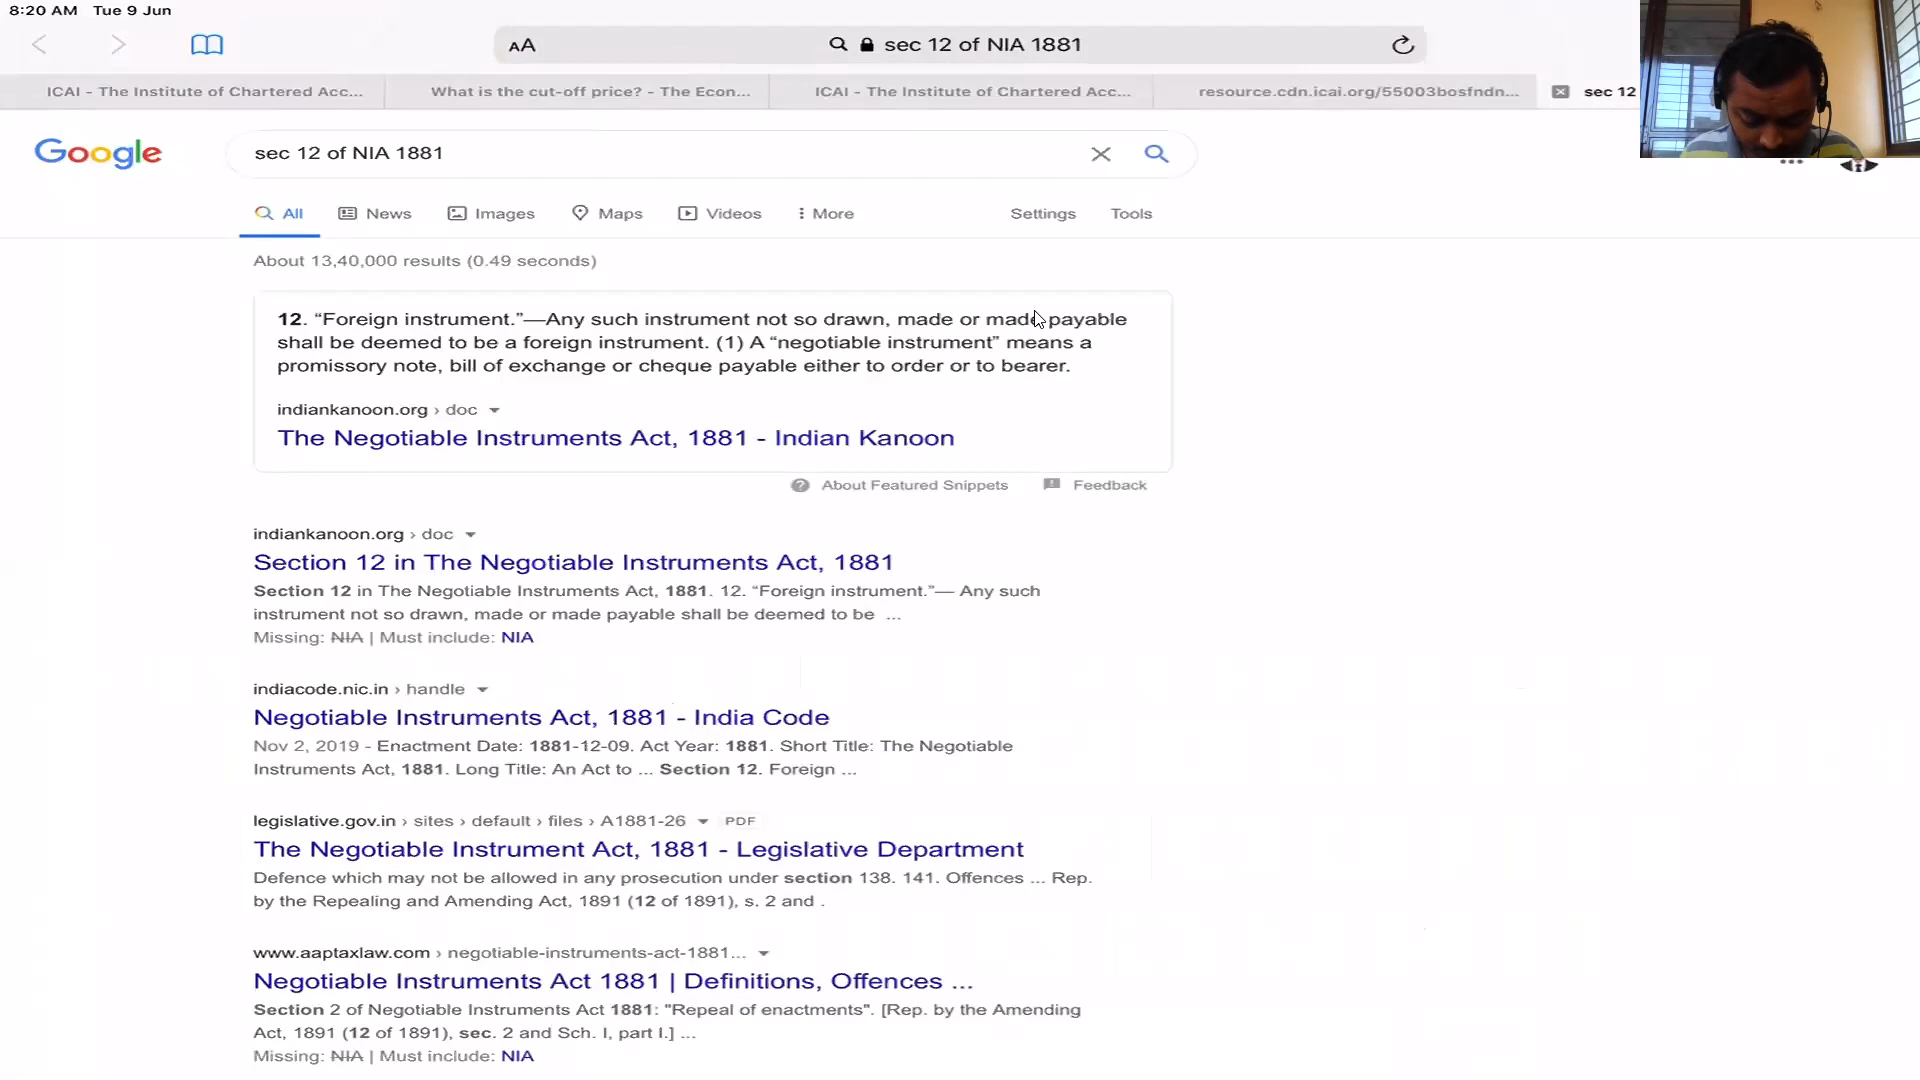 8:20 AM Tue 9 Jun
AA sec 12 of NIA 1881
ICAI - The Institute of Chartered Acc... What is the cut-off price? - The Econ... ICAI - The Institute of Chartered Acc... resource.cdn.icai.org/55003bosfndn... sec 12
Google sec 12 of NIA 1881
All News Images Maps Videos More Settings Tools
About 13,40,000 results (0.49 seconds)
12. “Foreign instrument.”—Any such instrument not so drawn, made or made payable
shall be deemed to be a foreign instrument. (1) A “negotiable instrument” means a
promissory note, bill of exchange or cheque payable either to order or to bearer.
indiankanoon.org › doc
The Negotiable Instruments Act, 1881 - Indian Kanoon
About Featured Snippets Feedback
indiankanoon.org › doc
Section 12 in The Negotiable Instruments Act, 1881
Section 12 in The Negotiable Instruments Act, 1881. 12. “Foreign instrument.”— Any such
instrument not so drawn, made or made payable shall be deemed to be ...
Missing: NIA | Must include: NIA
indiacode.nic.in › handle
Negotiable Instruments Act, 1881 - India Code
Nov 2, 2019 - Enactment Date: 1881-12-09. Act Year: 1881. Short Title: The Negotiable
Instruments Act, 1881. Long Title: An Act to ... Section 12. Foreign ...
legislative.gov.in › sites › default › files › A1881-26 PDF
The Negotiable Instrument Act, 1881 - Legislative Department
Defence which may not be allowed in any prosecution under section 138. 141. Offences ... Rep.
by the Repealing and Amending Act, 1891 (12 of 1891), s. 2 and .
www.aaptaxlaw.com › negotiable-instruments-act-1881...
Negotiable Instruments Act 1881 | Definitions, Offences ...
Section 2 of Negotiable Instruments Act 1881: "Repeal of enactments". [Rep. by the Amending
Act, 1891 (12 of 1891), sec. 2 and Sch. I, part I.] ...
Missing: NIA | Must include: NIA